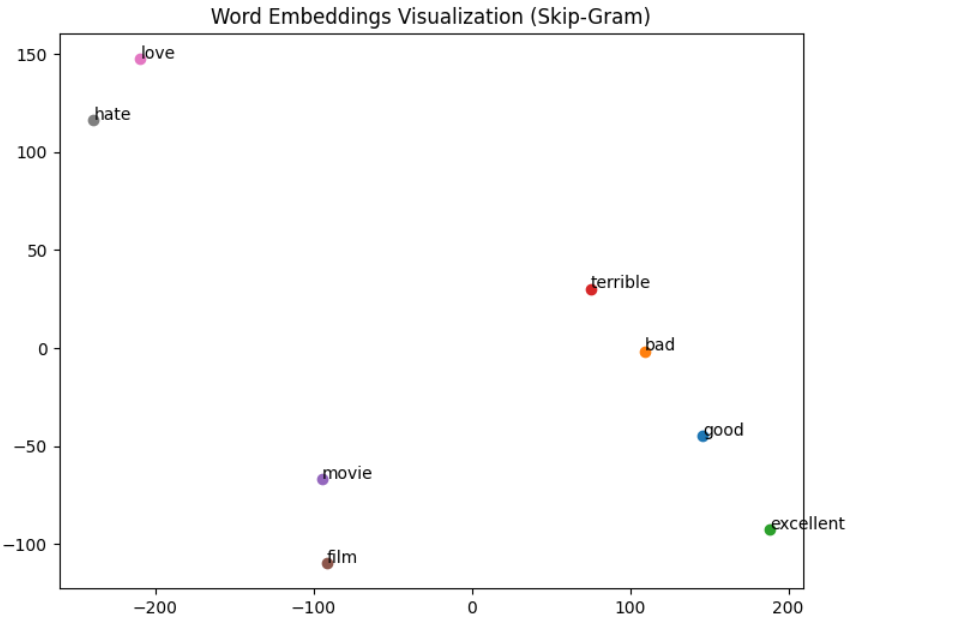 Word Embeddings Visualization (Skip-Gram)
150
love
hate
100
50
terrible
0
bad
good
−50
movie
excellent
−100
film
−200 −100 0 100 200